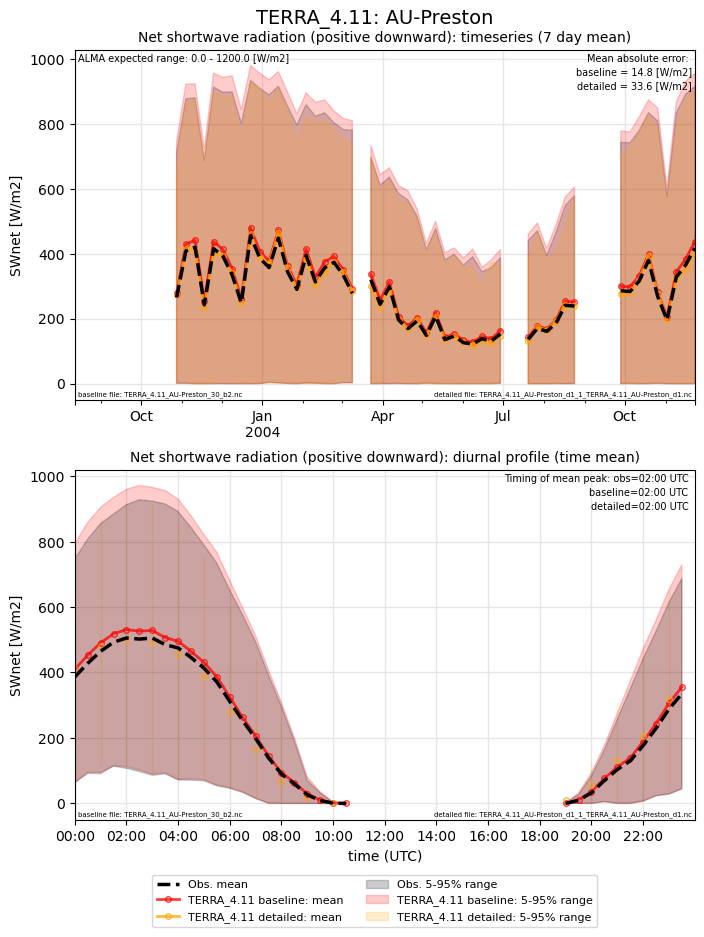 TERRA_4.11: AU-Preston
Net shortwave radiation (positive downward): timeseries (7 day mean)
ALMA expected range: 0.0 - 1200.0 [W/m2]
Mean absolute error:
baseline = 14.8 [W/m2]
detailed = 33.6 [W/m2]
SWnet [W/m2]
1000
800
600
400
200
0
baseline file: TERRA_4.11_AU-Preston_30_b2.nc
detailed file: TERRA_4.11_AU-Preston_d1_1_TERRA_4.11_AU-Preston_d1.nc
Oct Jan Apr Jul Oct
2004
Net shortwave radiation (positive downward): diurnal profile (time mean)
Timing of mean peak: obs=02:00 UTC
baseline=02:00 UTC
detailed=02:00 UTC
SWnet [W/m2]
1000
800
600
400
200
0
baseline file: TERRA_4.11_AU-Preston_30_b2.nc
detailed file: TERRA_4.11_AU-Preston_d1_1_TERRA_4.11_AU-Preston_d1.nc
00:00 02:00 04:00 06:00 08:00 10:00 12:00 14:00 16:00 18:00 20:00 22:00
time (UTC)
Obs. mean
TERRA_4.11 baseline: mean
TERRA_4.11 detailed: mean
Obs. 5-95% range
TERRA_4.11 baseline: 5-95% range
TERRA_4.11 detailed: 5-95% range